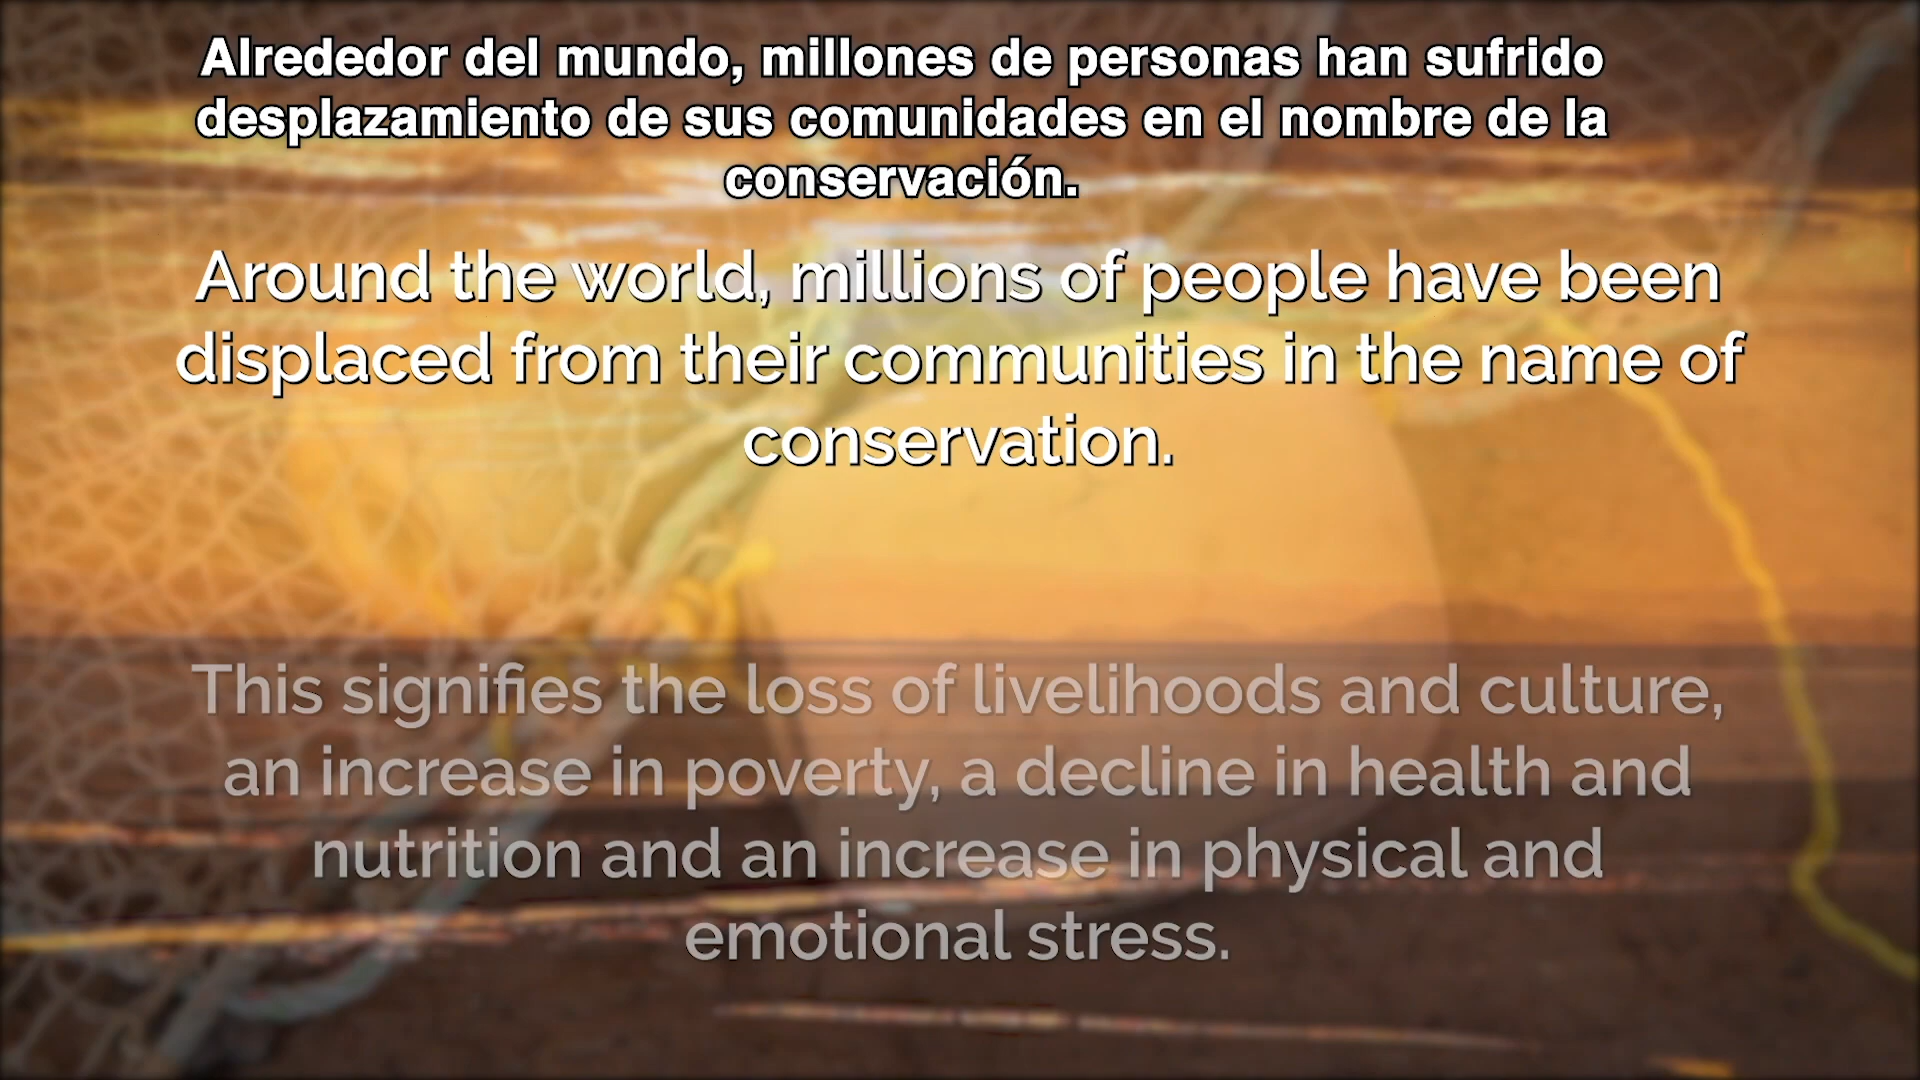 Alrededor del mundo, millones de personas han sufrido
desplazamiento de sus comunidades en el nombre de la
conservación.
Around the world, millions of people have been
displaced from their communities in the name of
conservation.
This signifies the loss of livelihoods and culture,
an increase in poverty, a decline in health and
nutrition and an increase in physical and
emotional stress.